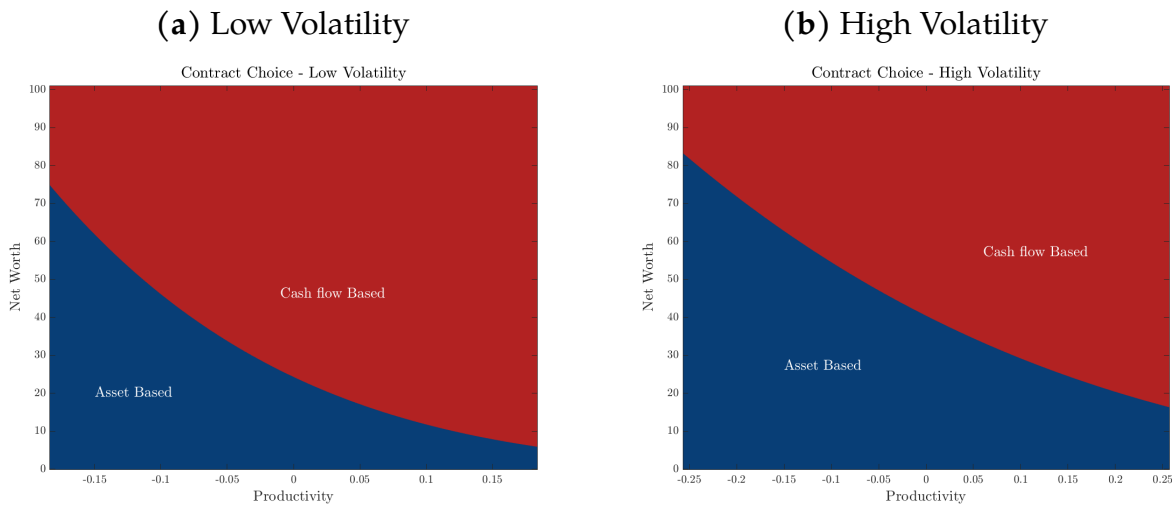 (a) Low Volatility
Contract Choice - Low Volatility
100
90
80
70
60
50
40
30
20
10
0
Net Worth
Cash flow Based
Asset Based
-0.15 -0.1 -0.05 0 0.05 0.1 0.15
Productivity
(b) High Volatility
Contract Choice - High Volatility
100
90
80
70
60
50
40
30
20
10
0
Net Worth
Cash flow Based
Asset Based
-0.25 -0.2 -0.15 -0.1 -0.05 0 0.05 0.1 0.15 0.2 0.25
Productivity